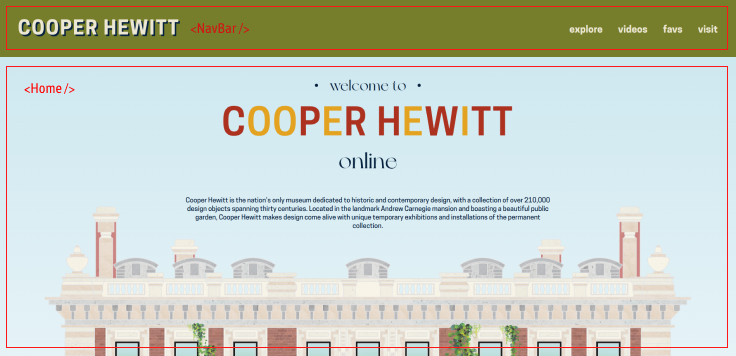 COOPER HEWITT <NavBar /> explore videos favs visit
<Home />
• welcome to •
COOPER HEWITT
online
Cooper Hewitt is the nation's only museum dedicated to historic and contemporary design, with a collection of over 210,000
design objects spanning thirty centuries. Located in the landmark Andrew Carnegie mansion and boasting a beautiful public
garden, Cooper Hewitt makes design come alive with unique temporary exhibitions and installations of the permanent
collection.